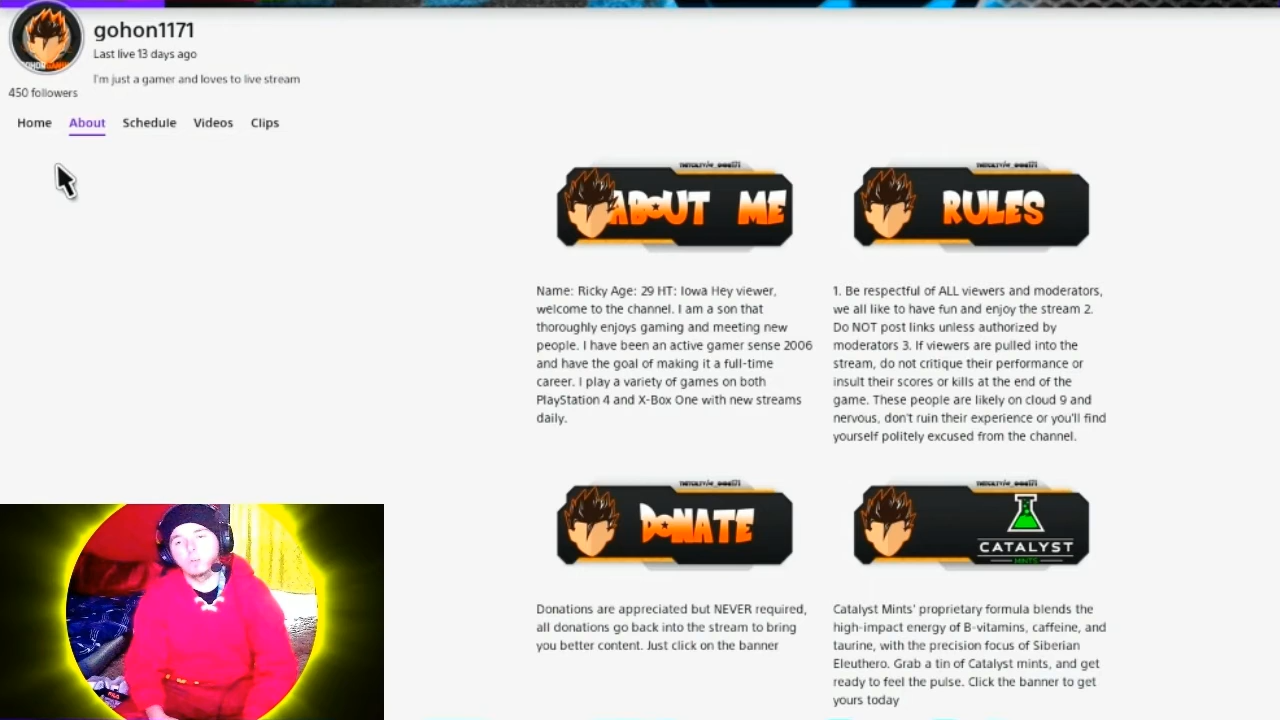 gohon1171
Last live 13 days ago
I'm just a gamer and loves to live stream
450 followers
Home About Schedule Videos Clips
ABOUT ME
Name: Ricky Age: 29 HT: Iowa Hey viewer,
welcome to the channel. I am a son that
thoroughly enjoys gaming and meeting new
people. I have been an active gamer sense 2006
and have the goal of making it a full-time
career. I play a variety of games on both
PlayStation 4 and X-Box One with new streams
daily.
RULES
1. Be respectful of ALL viewers and moderators,
we all like to have fun and enjoy the stream 2.
Do NOT post links unless authorized by
moderators 3. If viewers are pulled into the
stream, do not critique their performance or
insult their scores or kills at the end of the
game. These people are likely on cloud 9 and
nervous, don't ruin their experience or you'll find
yourself politely excused from the channel.
DONATE
Donations are appreciated but NEVER required,
all donations go back into the stream to bring
you better content. Just click on the banner
CATALYST
MINTS
Catalyst Mints' proprietary formula blends the
high-impact energy of B-vitamins, caffeine, and
taurine, with the precision focus of Siberian
Eleuthero. Grab a tin of Catalyst mints, and get
ready to feel the pulse. Click the banner to get
yours today